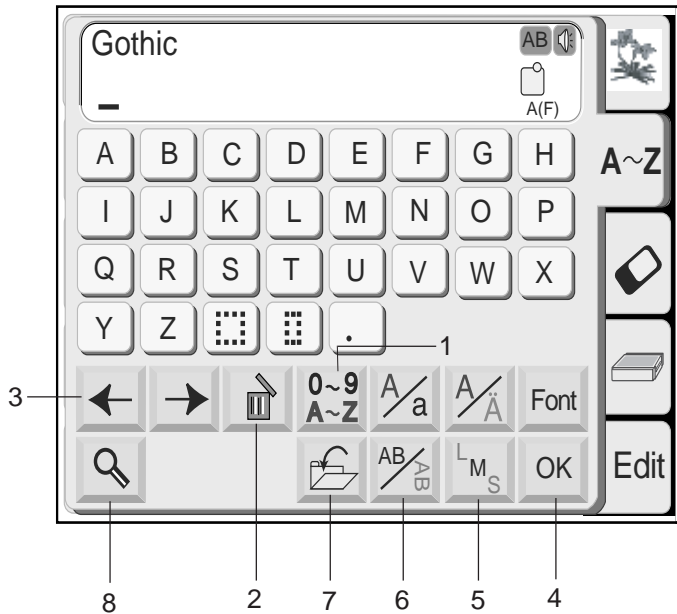 Gothic AB
A(F)
A B C D E F G H A~Z
I J K L M N O P
Q R S T U V W X
Y Z .
1
3 0~9 A/a A/Ä Font
A~Z
AB/AB L M S OK Edit
8 2 7 6 5 4